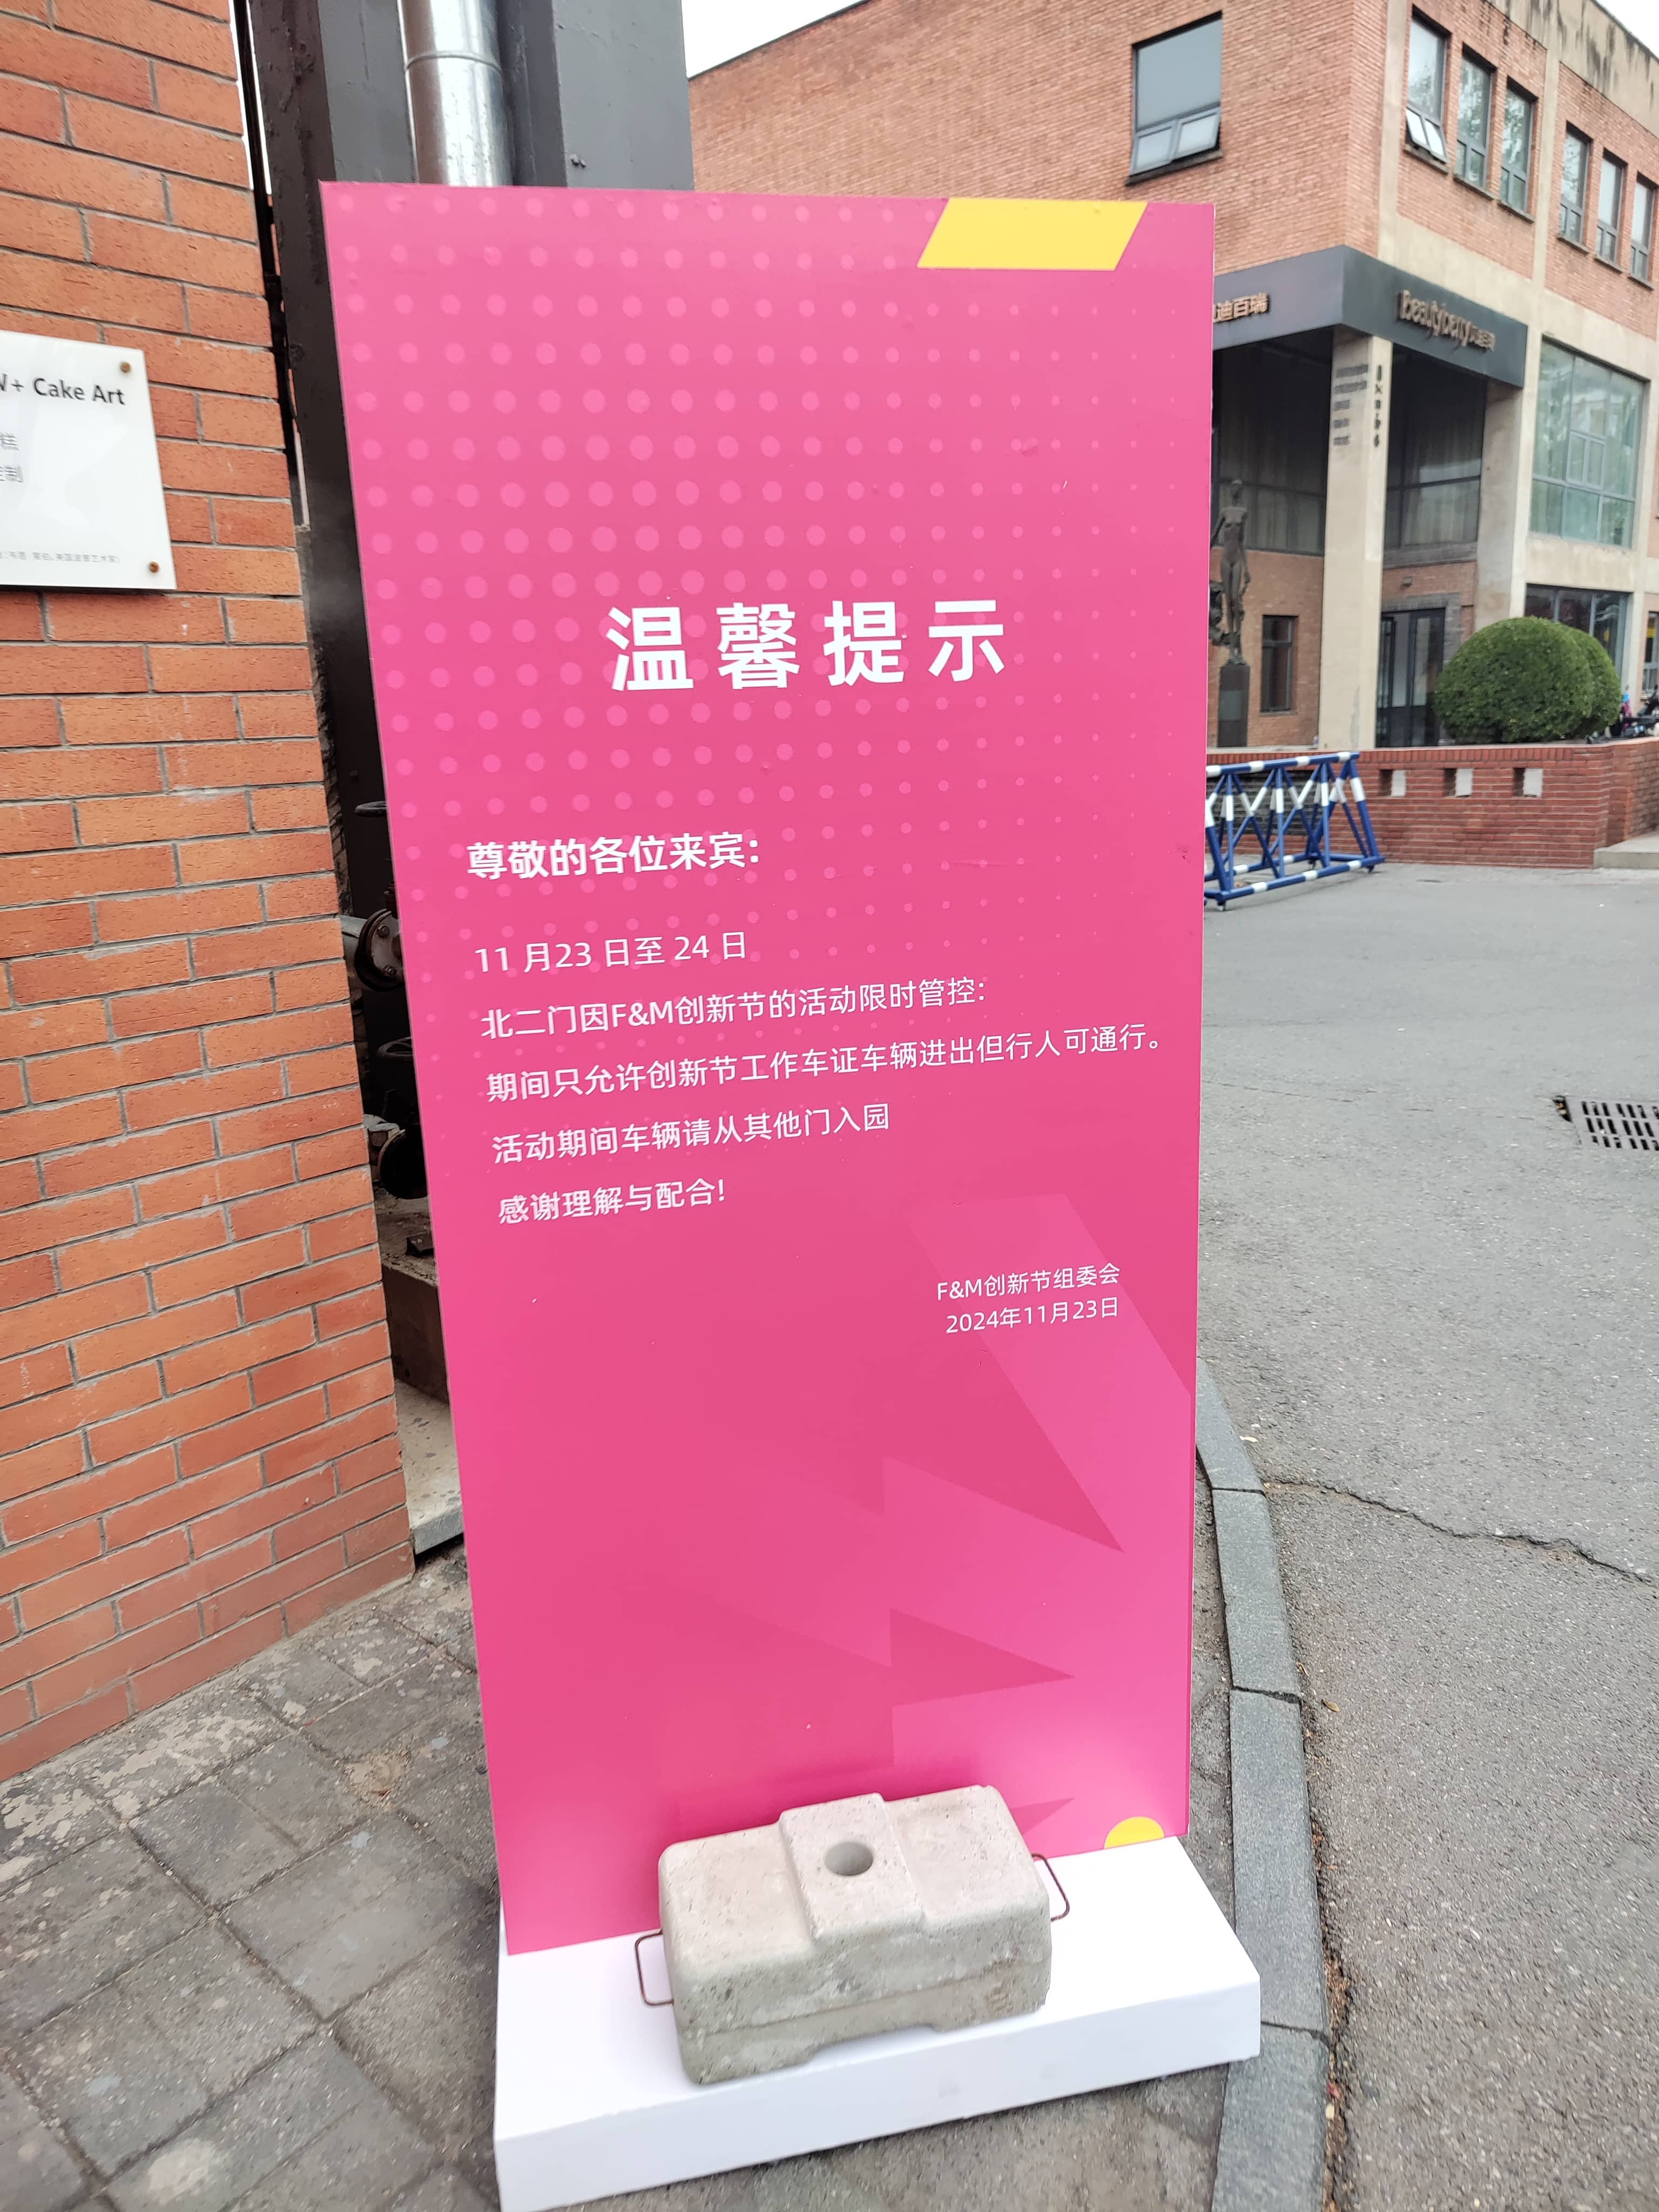 温馨提示
尊敬的各位来宾:
11月23日至24日
北二门因F&M创新节的活动限时管控:
期间只允许创新节工作车证车辆进出但行人可通行。
活动期间车辆请从其他门入园
感谢理解与配合!
F&M创新节组委会
2024年11月23日
+ Cake Art
糕
制
迪百瑞
Beautyberry